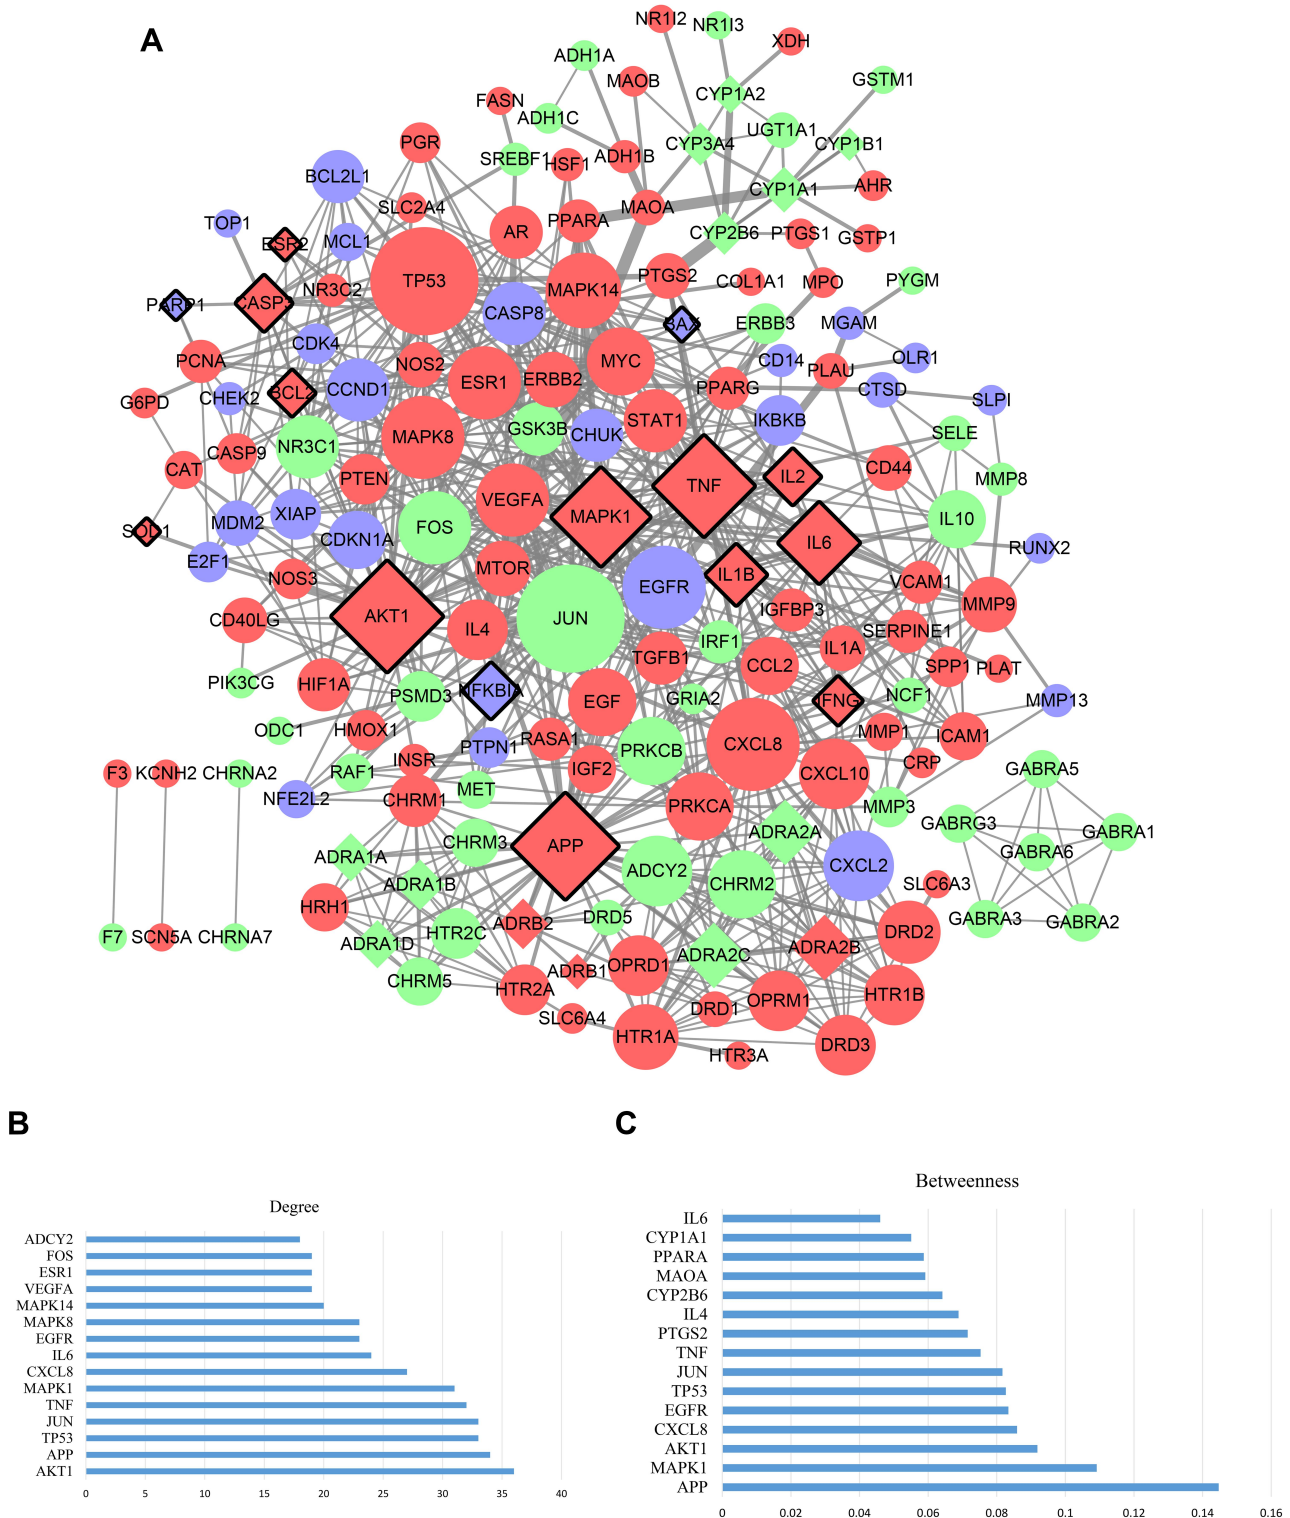 A
NR1I2
NR1I3
XDH
ADH1A
MAOB
GSTM1
CYP1A2
FASN
ADH1C
UGT1A1
CYP3A4
CYP1B1
PGR
SREBF1
HSF1
ADH1B
BCL2L1
CYP1A1
AHR
SLC2A4
MAOA
TOP1
PPARA
AR
CYP2B6
PTGS1
GSTP1
ESR2
MCL1
PTGS2
TP53
COL1A1
MPO
PYGM
NR3C2
MAPK14
PARP1
CASP3
CASP8
BAX
ERBB3
MGAM
CDK4
PCNA
NOS2
MYC
CD14
OLR1
ESR1
ERBB2
PLAU
CCND1
BCL2
PPARG
CTSD
CHEK2
G6PD
SLPI
STAT1
IKBKB
GSK3B
CHUK
SELE
MAPK8
NR3C1
CASP9
CAT
PTEN
CD44
IL2
MMP8
TNF
VEGFA
XIAP
MAPK1
IL10
MDM2
FOS
SOD1
CDKN1A
IL6
RUNX2
E2F1
MTOR
IL1B
NOS3
EGFR
VCAM1
MMP9
IGFBP3
AKT1
JUN
CD40LG
IL4
SERPINE1
IRF1
IL1A
TGFB1
CCL2
SPP1
PLAT
PIK3CG
HIF1A
PSMD3
NFKBIA
GRIA2
NCF1
IFNG
MMP13
EGF
ODC1
HMOX1
RASA1
MMP1
ICAM1
PTPN1
PRKCB
CXCL8
INSR
CRP
F3
KCNH2
CHRNA2
RAF1
IGF2
CXCL10
GABRA5
MET
NFE2L2
CHRM1
PRKCA
MMP3
GABRG3
ADRA2A
GABRA1
CHRM3
APP
GABRA6
ADRA1A
CXCL2
ADCY2
ADRA1B
CHRM2
SLC6A3
HRH1
DRD5
GABRA3
GABRA2
ADRB2
HTR2C
DRD2
F7
SCN5A
CHRNA7
ADRA1D
ADRA2B
ADRA2C
OPRD1
ADRB1
CHRM5
HTR2A
HTR1B
OPRM1
DRD1
SLC6A4
HTR1A
DRD3
HTR3A
B
Degree
ADCY2
FOS
ESR1
VEGFA
MAPK14
MAPK8
EGFR
IL6
CXCL8
MAPK1
TNF
JUN
TP53
APP
AKT1
0 5 10 15 20 25 30 35 40
C
Betweenness
IL6
CYP1A1
PPARA
MAOA
CYP2B6
IL4
PTGS2
TNF
JUN
TP53
EGFR
CXCL8
AKT1
MAPK1
APP
0 0.02 0.04 0.06 0.08 0.1 0.12 0.14 0.16